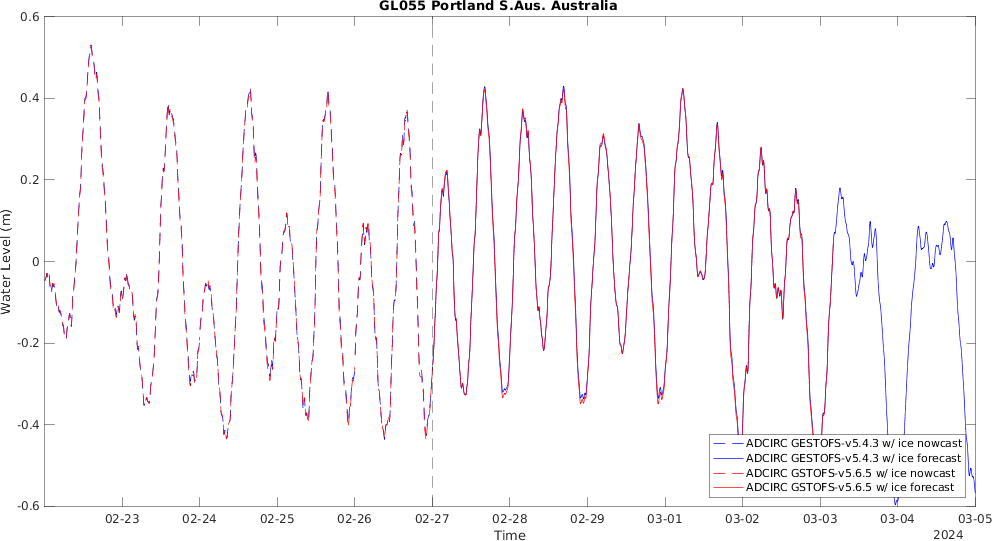 GL055 Portland S.Aus. Australia
Water Level (m)
0.6
0.4
0.2
0
-0.2
-0.4
-0.6
02-23 02-24 02-25 02-26 02-27 02-28 02-29 03-01 03-02 03-03 03-04 03-05
Time
2024
ADCIRC GESTOFS-v5.4.3 w/ ice nowcast
ADCIRC GESTOFS-v5.4.3 w/ ice forecast
ADCIRC GSTOFS-v5.6.5 w/ ice nowcast
ADCIRC GSTOFS-v5.6.5 w/ ice forecast